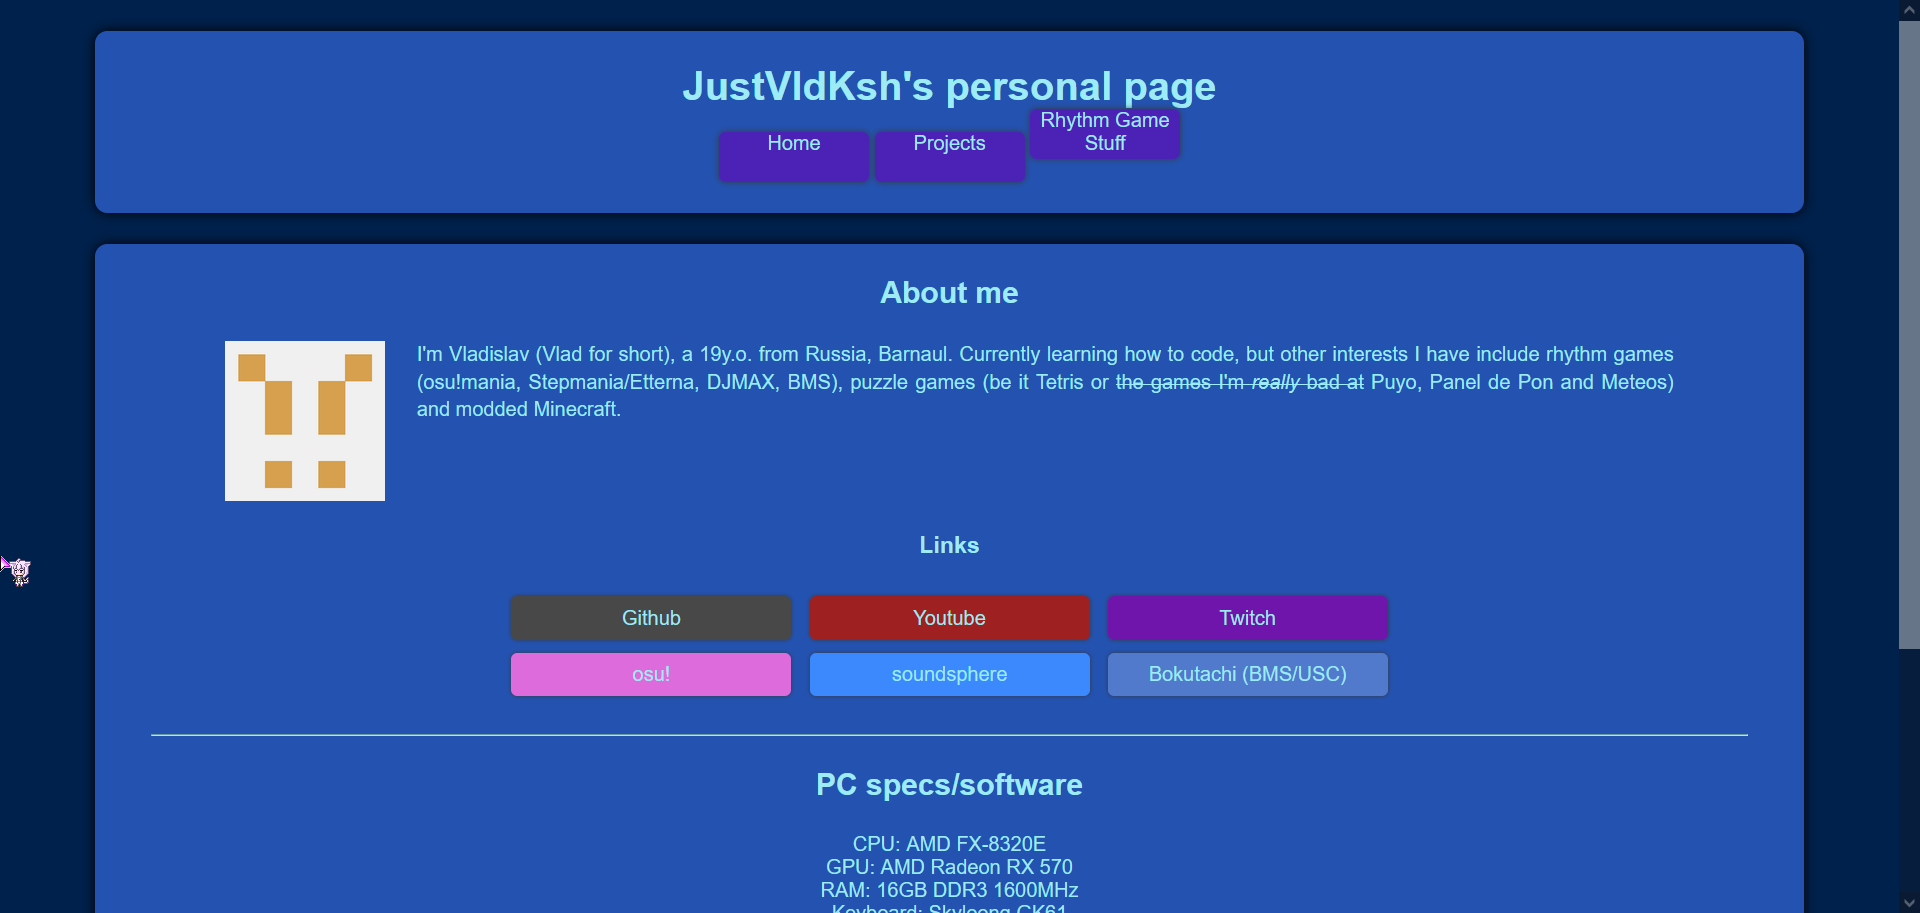 JustVldKsh's personal page
Home
Projects
Rhythm Game
Stuff
About me
I'm Vladislav (Vlad for short), a 19y.o. from Russia, Barnaul. Currently learning how to code, but other interests I have include rhythm games
(osu!mania, Stepmania/Etterna, DJMAX, BMS), puzzle games (be it Tetris or the games I'm really bad at Puyo, Panel de Pon and Meteos)
and modded Minecraft.
Links
Github
Youtube
Twitch
osu!
soundsphere
Bokutachi (BMS/USC)
PC specs/software
CPU: AMD FX-8320E
GPU: AMD Radeon RX 570
RAM: 16GB DDR3 1600MHz
Keyboard: Skyloong GK61